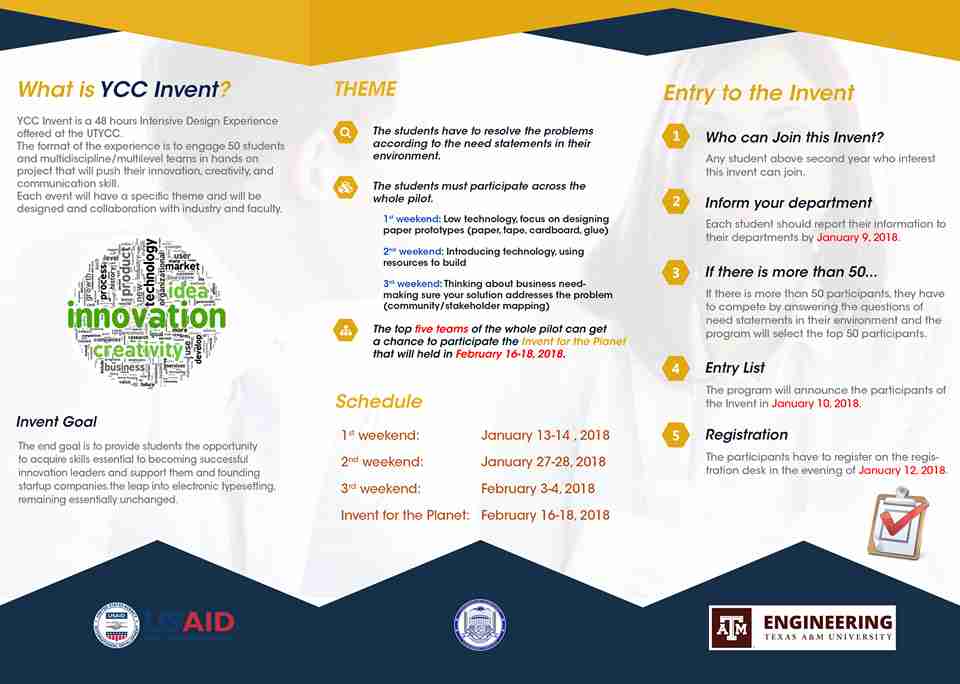 What is YCC Invent?
YCC Invent is a 48 hours Intensive Design Experience
offered at the UTYCC.
The format of the experience is to engage 50 students
and multidiscipline/multilevel teams in hands on
project that will push their innovation, creativity, and
communication skill.
Each event will have a specific theme and will be
designed and collaboration with industry and faculty.
growth
process
level
product
new
technology
organizational
user
market
idea
innovation
creativity
research
more
companies
use
develop
business
future
value
Invent Goal
The end goal is to provide students the opportunity
to acquire skills essential to becoming successful
innovation leaders and support them and founding
startup companies.the leap into electronic typesetting,
remaining essentially unchanged.
USAID
USAID
THEME
The students have to resolve the problems
according to the need statements in their
environment.
The students must participate across the
whole pilot.
1st weekend: Low technology, focus on designing
paper prototypes (paper, tape, cardboard, glue)
2nd weekend: Introducing technology, using
resources to build
3rd weekend: Thinking about business need-
making sure your solution addresses the problem
(community/stakeholder mapping)
The top five teams of the whole pilot can get
a chance to participate the Invent for the Planet
that will held in February 16-18, 2018.
Schedule
1st weekend: January 13-14 , 2018
2nd weekend: January 27-28, 2018
3rd weekend: February 3-4, 2018
Invent for the Planet: February 16-18, 2018
Entry to the Invent
1 Who can Join this Invent?
Any student above second year who interest
this invent can join.
2 Inform your department
Each student should report their information to
their departments by January 9, 2018.
3 If there is more than 50...
If there is more than 50 participants, they have
to compete by answering the questions of
need statements in their environment and the
program will select the top 50 participants.
4 Entry List
The program will announce the participants of
the Invent in January 10, 2018.
5 Registration
The participants have to register on the regis-
tration desk in the evening of January 12, 2018.
ATM ENGINEERING
TEXAS A&M UNIVERSITY